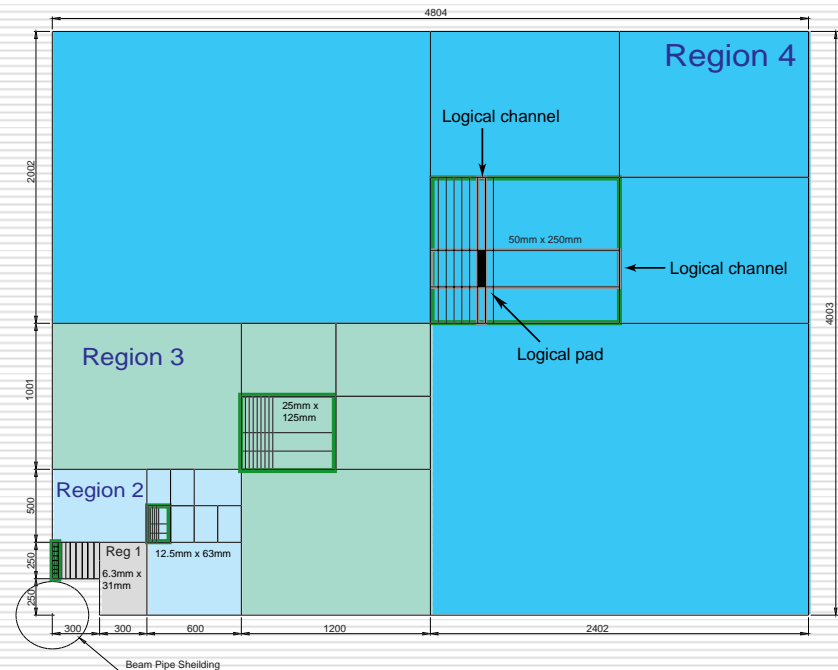 4804
Region 4
Logical channel
2002
50mm x 250mm
Logical channel
4003
Logical pad
Region 3
1001
25mm x
125mm
Region 2
500
Reg 1
12.5mm x 63mm
250
6.3mm x
31mm
250
300
300
600
1200
2402
Beam Pipe Sheilding